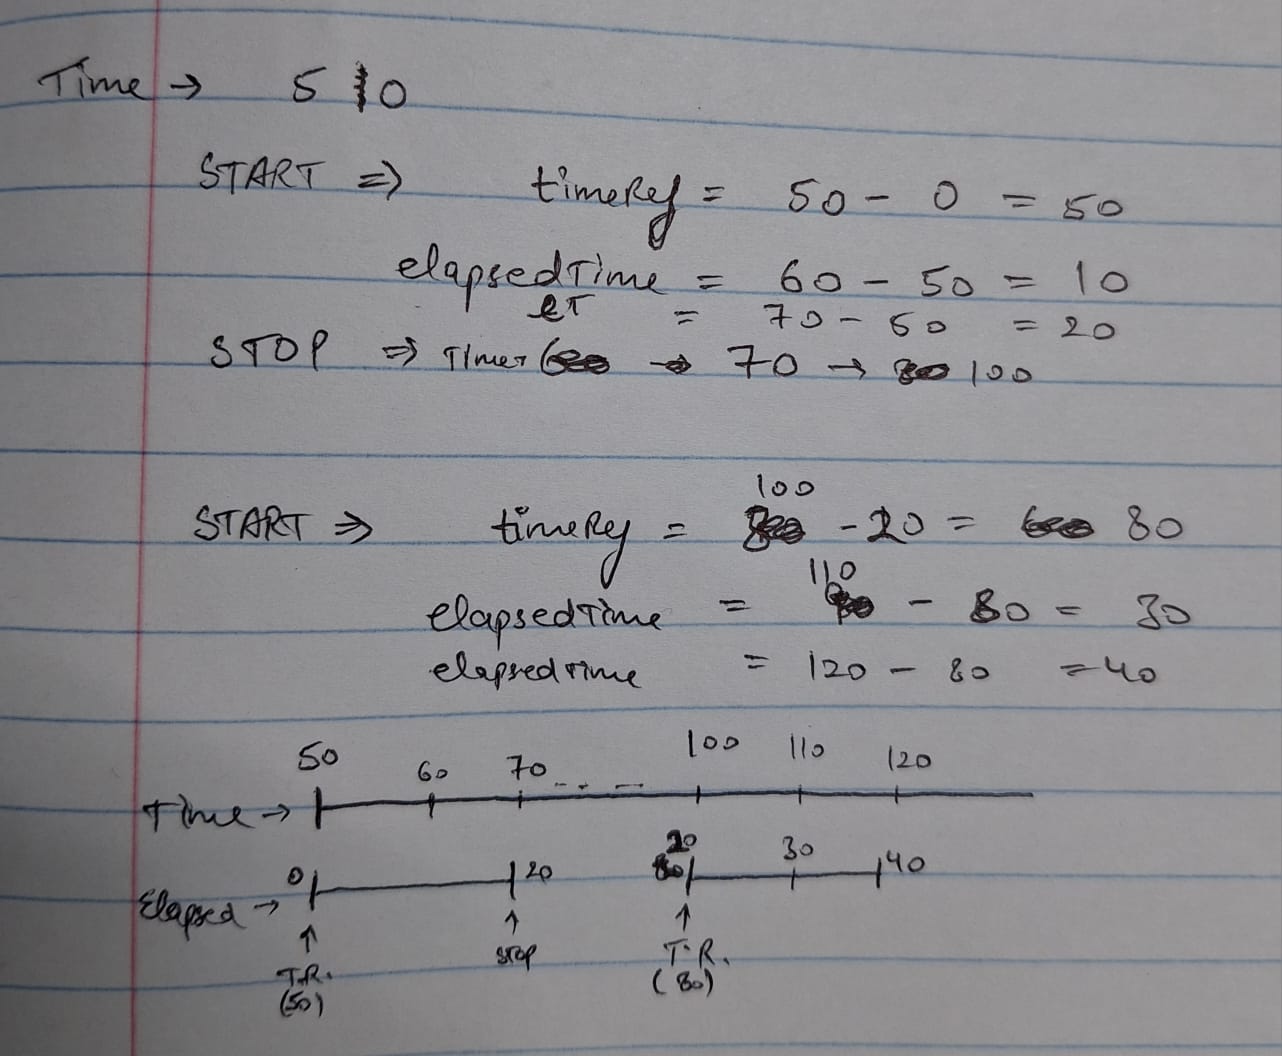 Time → 5 10
START ⇒ timeRef = 50 - 0 = 50
elapsedTime = 60 - 50 = 10
eT = 70 - 50 = 20
STOP ⇒ Timer → 70 → 100
100
START ⇒ timeRef = - 20 = 80
110
elapsedTime = - 80 = 30
elapsedTime = 120 - 80 = 40
50 60 70 - - - 100 110 120
Time →
0 20 20 30 40
Elapsed →
↑ ↑ ↑
T.R. stop T.R.
(50) (80)